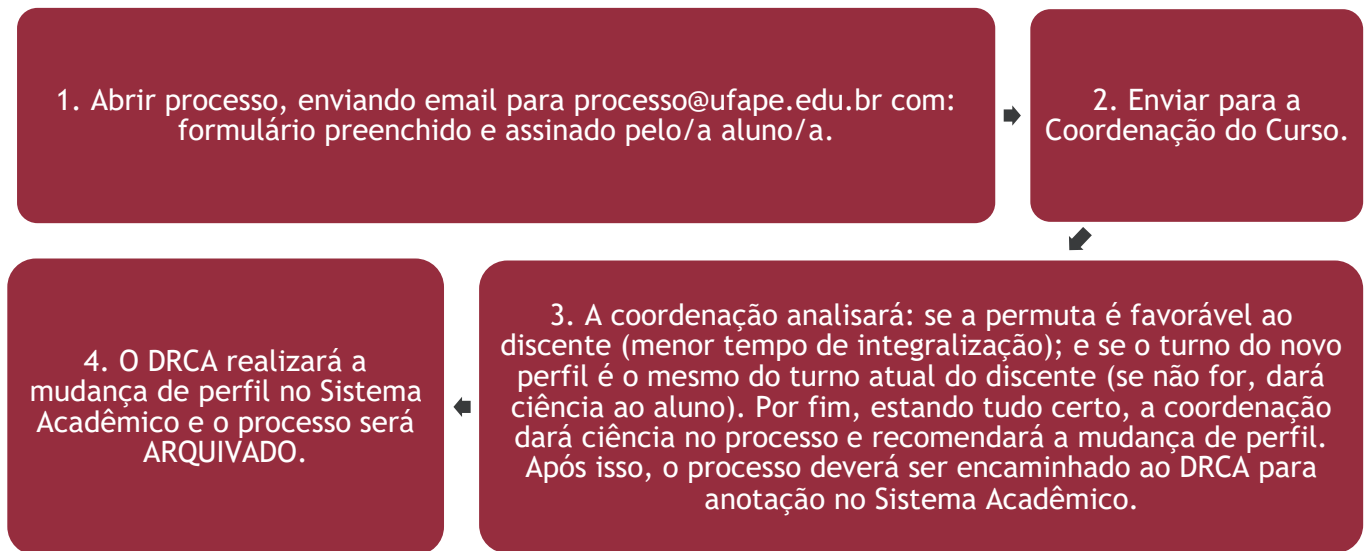 1. Abrir processo, enviando email para processo@ufape.edu.br com:
formulário preenchido e assinado pelo/a aluno/a.
2. Enviar para a
Coordenação do Curso.
3. A coordenação analisará: se a permuta é favorável ao
discente (menor tempo de integralização); e se o turno do novo
perfil é o mesmo do turno atual do discente (se não for, dará
ciência ao aluno). Por fim, estando tudo certo, a coordenação
dará ciência no processo e recomendará a mudança de perfil.
Após isso, o processo deverá ser encaminhado ao DRCA para
anotação no Sistema Acadêmico.
4. O DRCA realizará a
mudança de perfil no Sistema
Acadêmico e o processo será
ARQUIVADO.